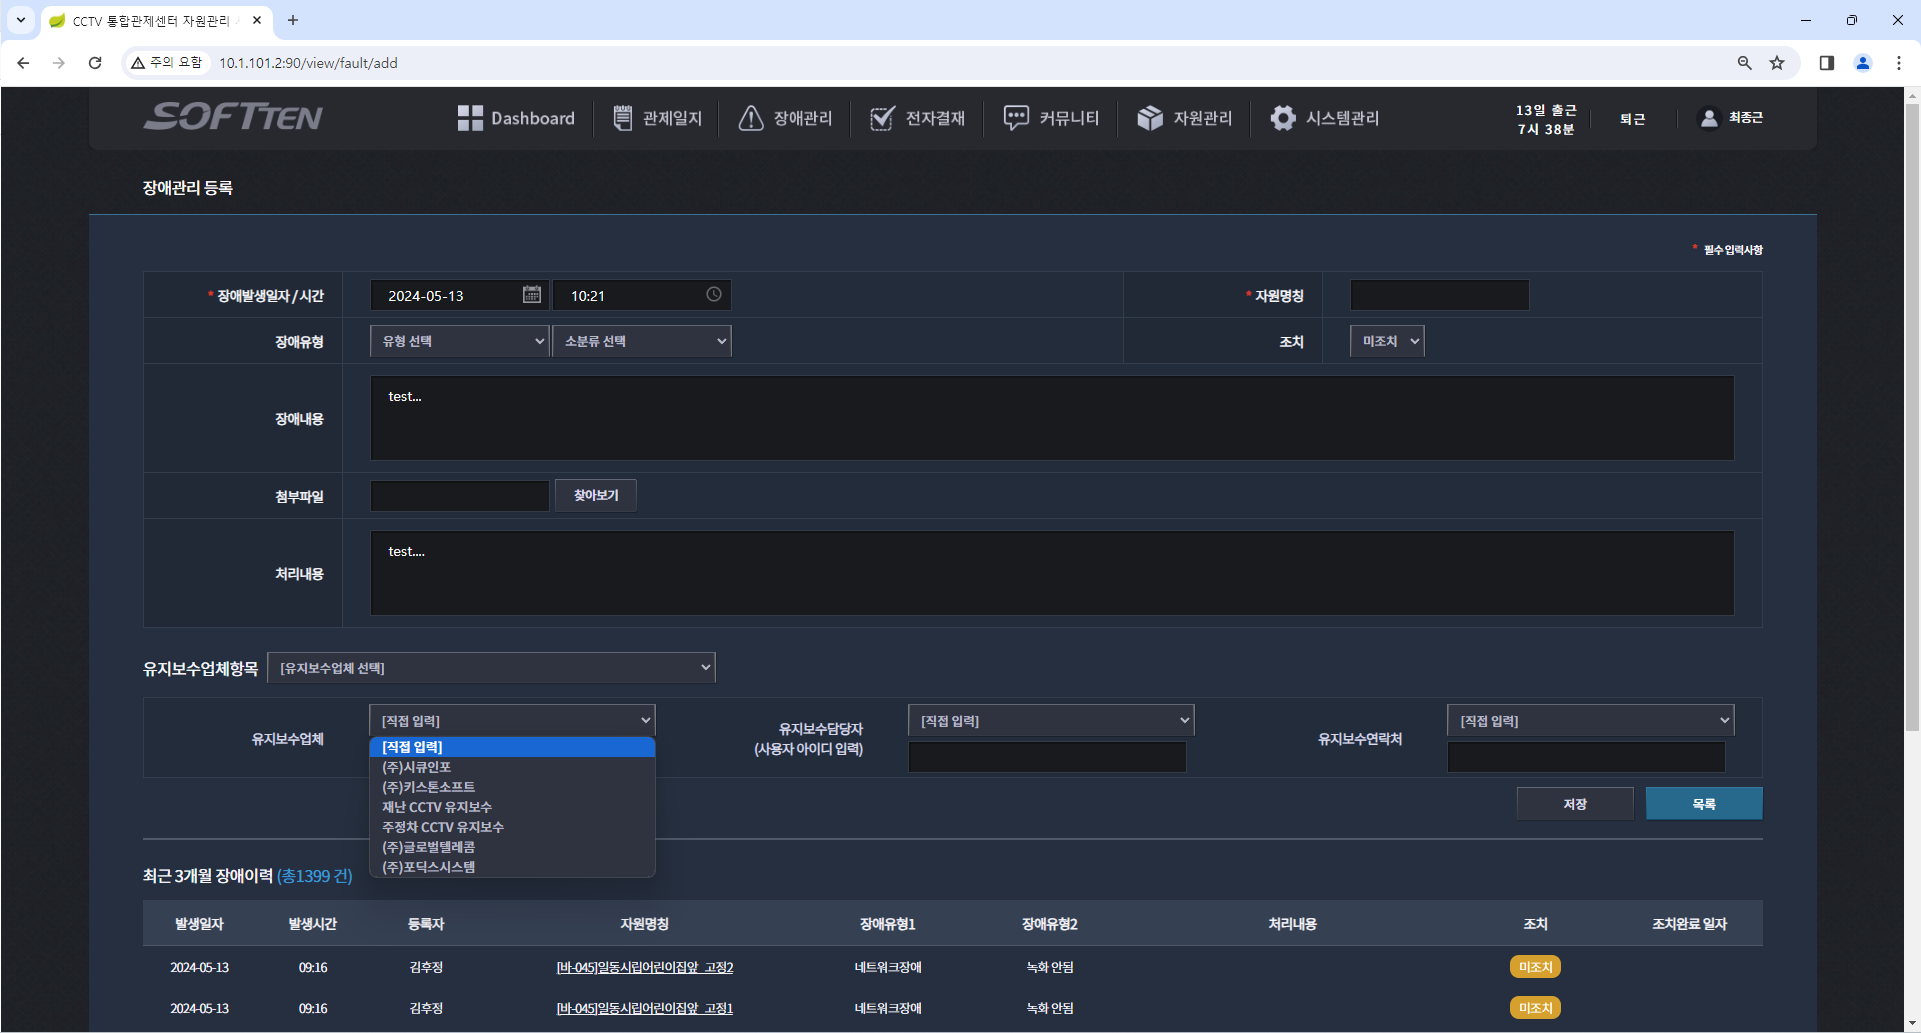 CCTV 통합관제센터 자원관리
주의 요함
10.1.101.2:90/view/fault/add
SOFTTEN
Dashboard
관제일지
장애관리
전자결재
커뮤니티
자원관리
시스템관리
13일 출근
7시 38분
퇴근
최종근
장애관리 등록
* 필수 입력사항
* 장애발생일자 / 시간
2024-05-13
10:21
* 자원명칭
장애유형
유형 선택
소분류 선택
조치
미조치
장애내용
test...
첨부파일
찾아보기
처리내용
test....
유지보수업체항목
[유지보수업체 선택]
유지보수업체
[직접 입력]
[직접 입력]
(주)시큐인포
(주)키스톤소프트
재난 CCTV 유지보수
주정차 CCTV 유지보수
(주)글로벌텔레콤
(주)포딕스시스템
유지보수담당자
(사용자 아이디 입력)
[직접 입력]
유지보수연락처
[직접 입력]
저장
목록
최근 3개월 장애이력 (총1399 건)
발생일자 발생시간 등록자 자원명칭 장애유형1 장애유형2 처리내용 조치 조치완료 일자
2024-05-13 09:16 김후정 [바-045]일동시립어린이집앞_고정2 네트워크장애 녹화 안됨 미조치
2024-05-13 09:16 김후정 [바-045]일동시립어린이집앞_고정1 네트워크장애 녹화 안됨 미조치